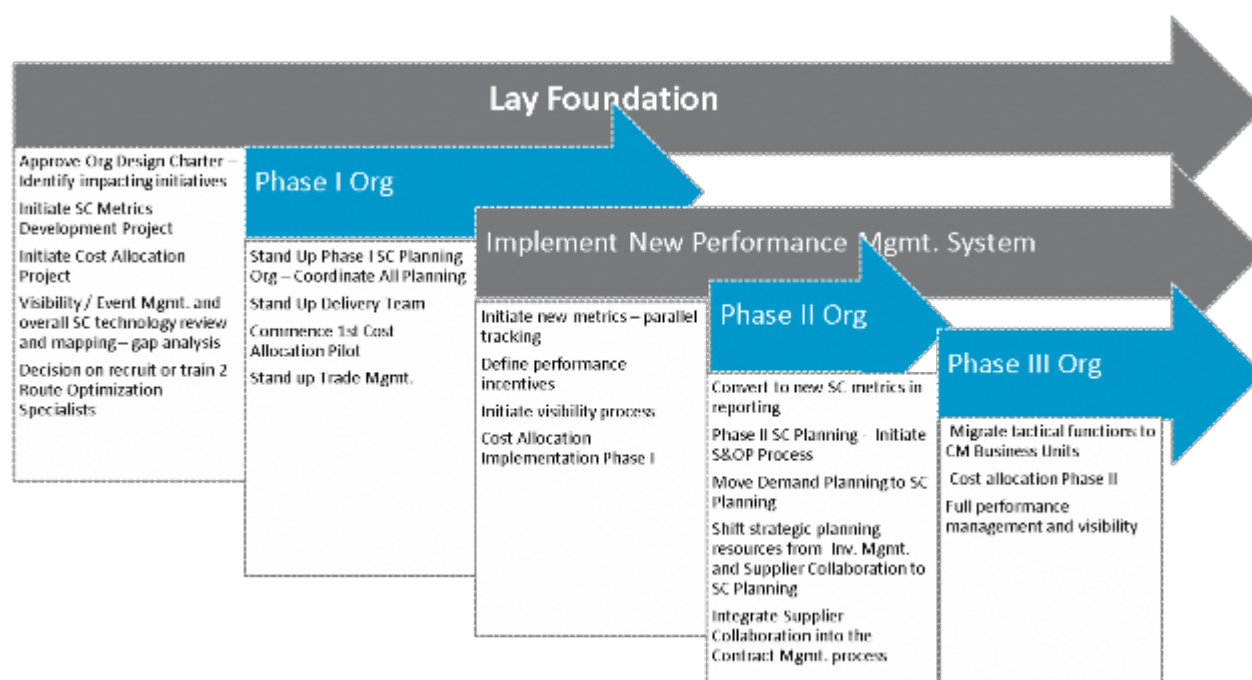 Lay Foundation
Approve Org Design Charter –
Identify impacting initiatives
Initiate SC Metrics
Development Project
Initiate Cost Allocation
Project
Visibility / Event Mgmt. and
overall SC technology review
and mapping – gap analysis
Decision on recruit or train 2
Route Optimization
Specialists
Phase I Org
Stand Up Phase I SC Planning
Org – Coordinate All Planning
Stand Up Delivery Team
Commence 1st Cost
Allocation Pilot
Stand up Trade Mgmt.
Implement New Performance Mgmt. System
Initiate new metrics – parallel
tracking
Define performance
incentives
Initiate visibility process
Cost Allocation
Implementation Phase I
Phase II Org
Convert to new SC metrics in
reporting
Phase II SC Planning - Initiate
S&OP Process
Move Demand Planning to SC
Planning
Shift strategic planning
resources from Inv. Mgmt.
and Supplier Collaboration to
SC Planning
Integrate Supplier
Collaboration into the
Contract Mgmt. process
Phase III Org
Migrate tactical functions to
CM Business Units
Cost allocation Phase II
Full performance
management and visibility